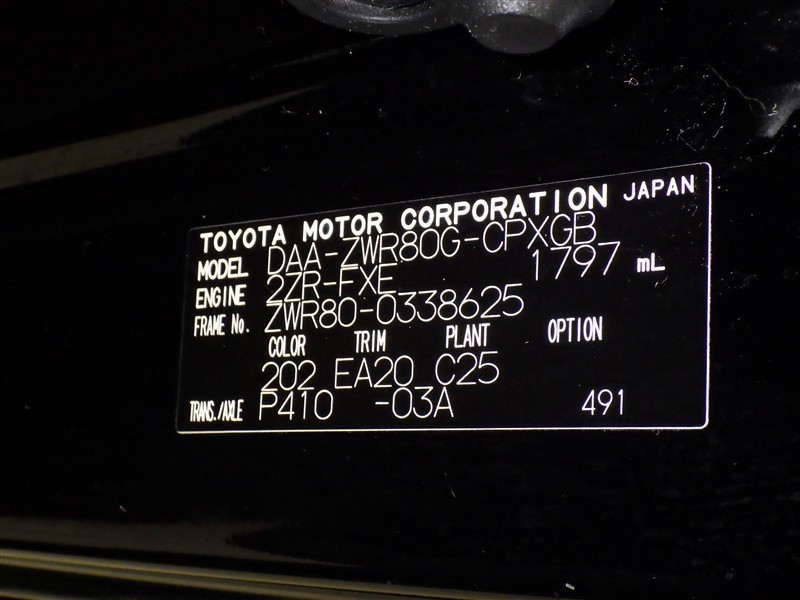 TOYOTA MOTOR CORPORATION JAPAN
MODEL DAA-ZWR80G-CPXGB
ENGINE 2ZR-FXE 1797 mL
FRAME No. ZWR80-0338625
COLOR TRIM PLANT OPTION
202 EA20 C25
TRANS./AXLE P410 -03A 491